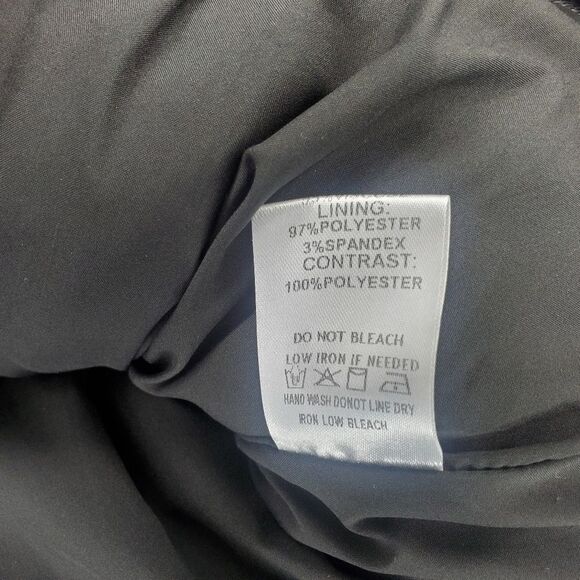 LINING:
97%POLYESTER
3%SPANDEX
CONTRAST:
100%POLYESTER
DO NOT BLEACH
LOW IRON IF NEEDED
HAND WASH DONOT LINE DRY
IRON LOW BLEACH